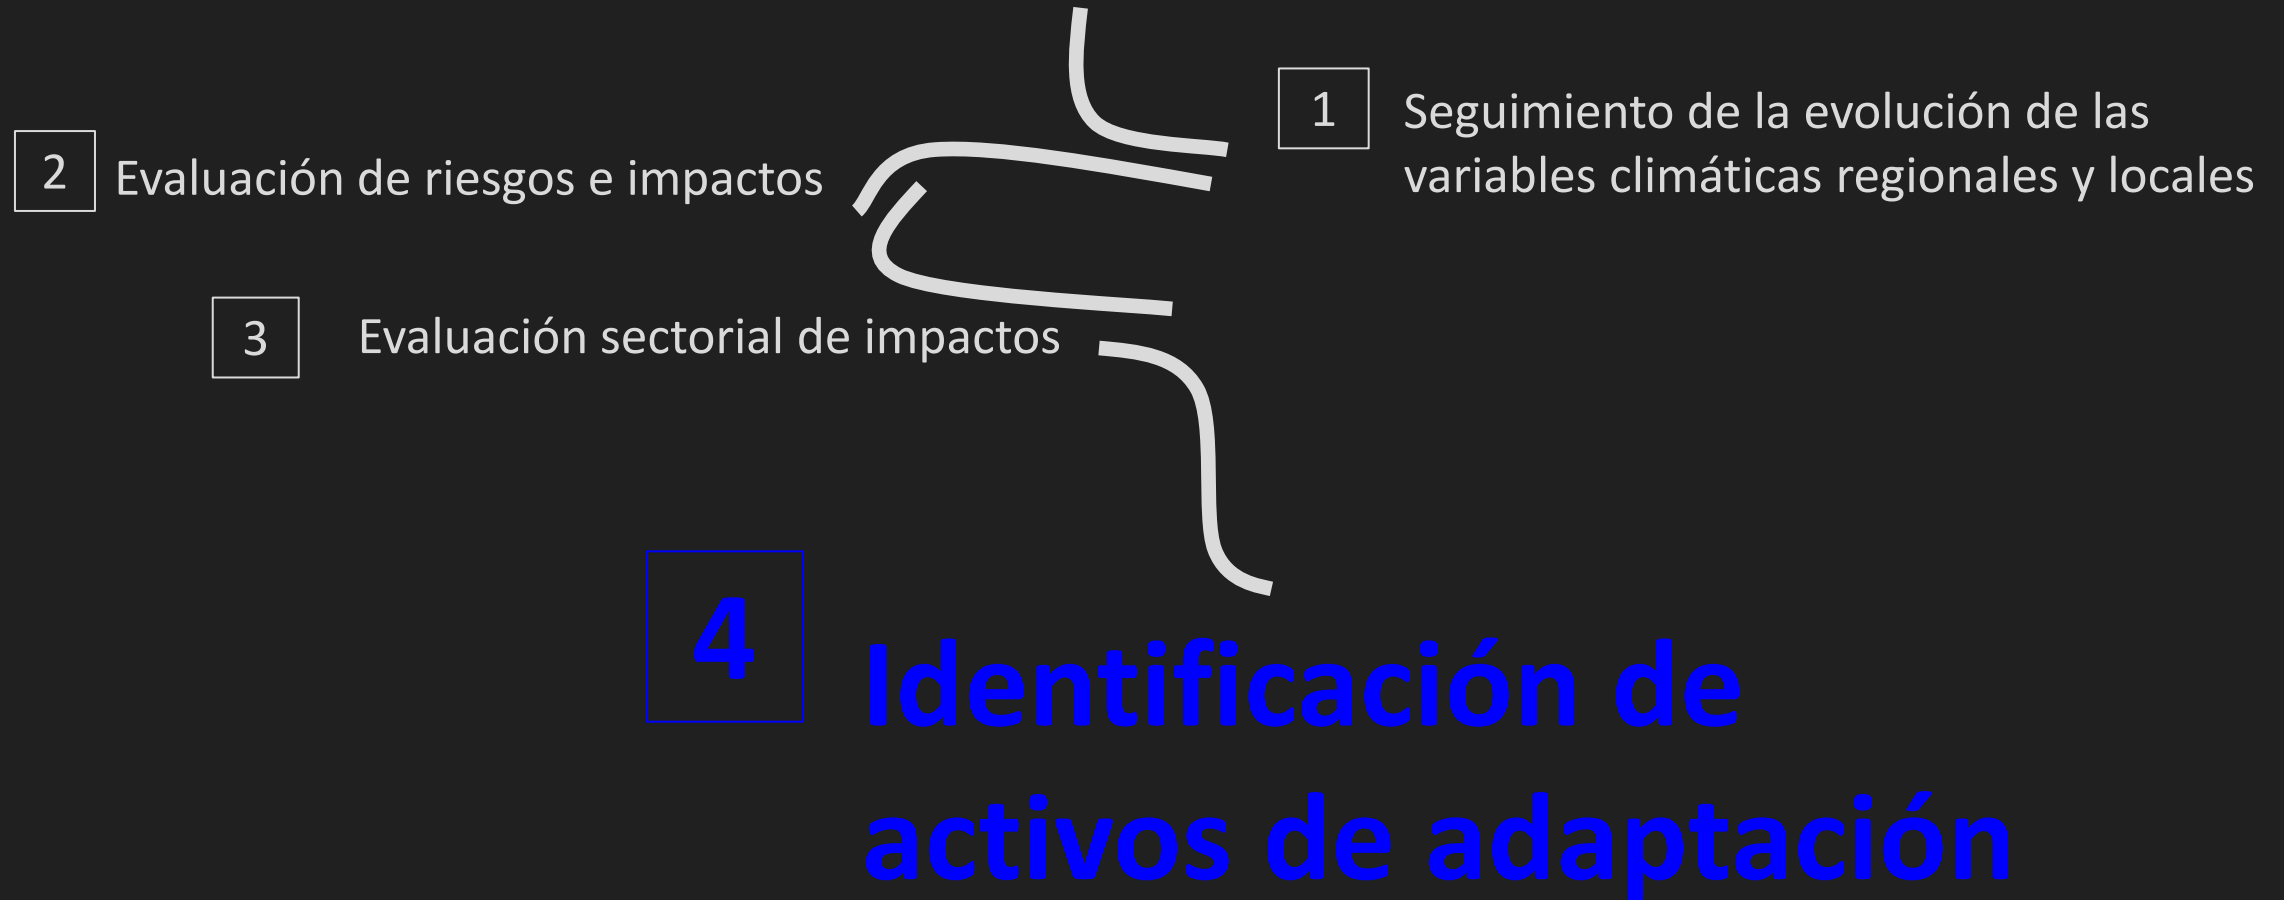 1
Seguimiento de la evolución de las
variables climáticas regionales y locales
2
Evaluación de riesgos e impactos
3
Evaluación sectorial de impactos
4
Identificación de
activos de adaptación